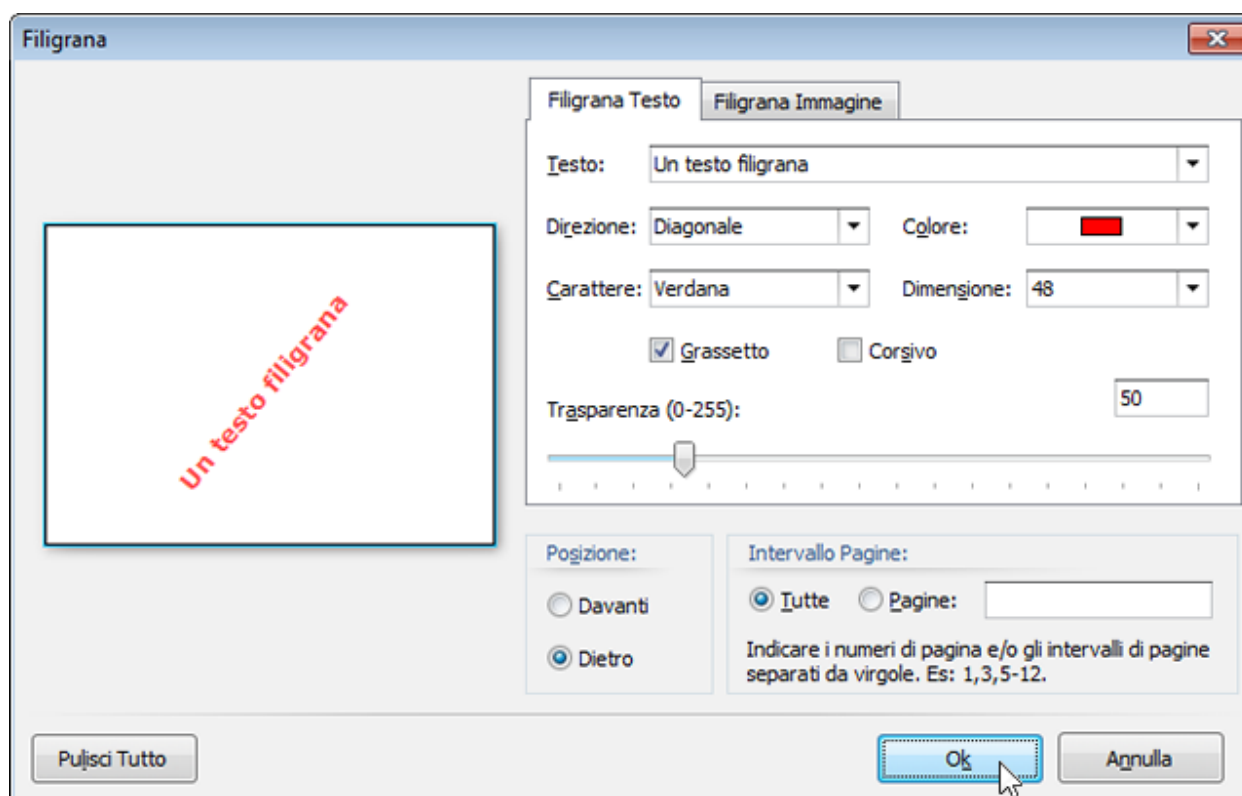 Filigrana
Filigrana Testo
Filigrana Immagine
Testo: Un testo filigrana
Direzione: Diagonale Colore:
Carattere: Verdana Dimensione: 48
Grassetto Corsivo
Trasparenza (0-255): 50
Un testo filigrana
Posizione:
Davanti
Dietro
Intervallo Pagine:
Tutte Pagine:
Indicare i numeri di pagina e/o gli intervalli di pagine
separati da virgole. Es: 1,3,5-12.
Pulisci Tutto
Ok
Annulla